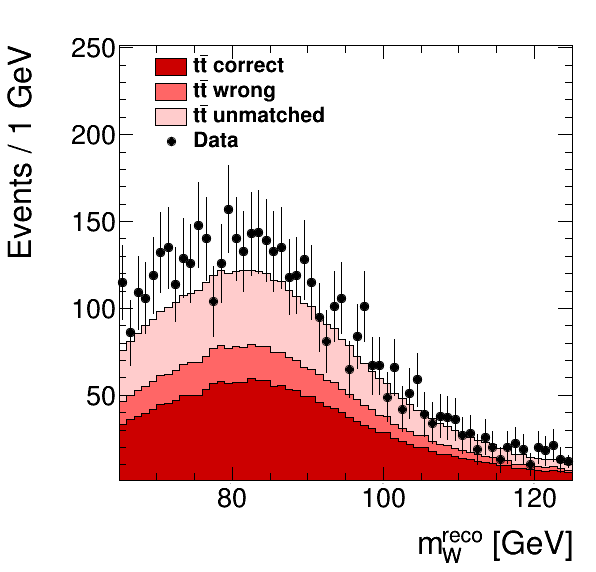 Events / 1 GeV
250
200
150
100
50
tt̄ correct
tt̄ wrong
tt̄ unmatched
Data
80 100 120
m_W^reco [GeV]